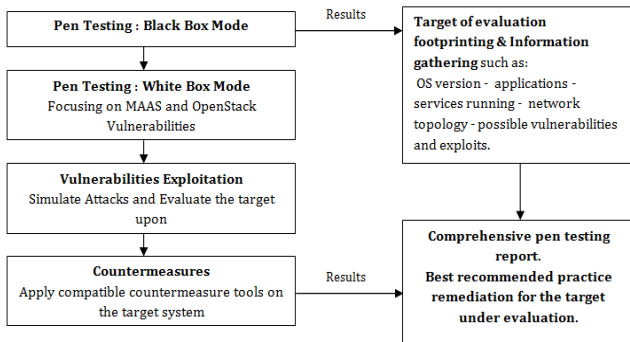 Pen Testing : Black Box Mode
Results
Target of evaluation
footprinting & Information
gathering such as:
OS version - applications -
services running - network
topology - possible vulnerabilities
and exploits.
Pen Testing : White Box Mode
Focusing on MAAS and OpenStack
Vulnerabilities
Vulnerabilities Exploitation
Simulate Attacks and Evaluate the target
upon
Countermeasures
Apply compatible countermeasure tools on
the target system
Results
Comprehensive pen testing
report.
Best recommended practice
remediation for the target
under evaluation.